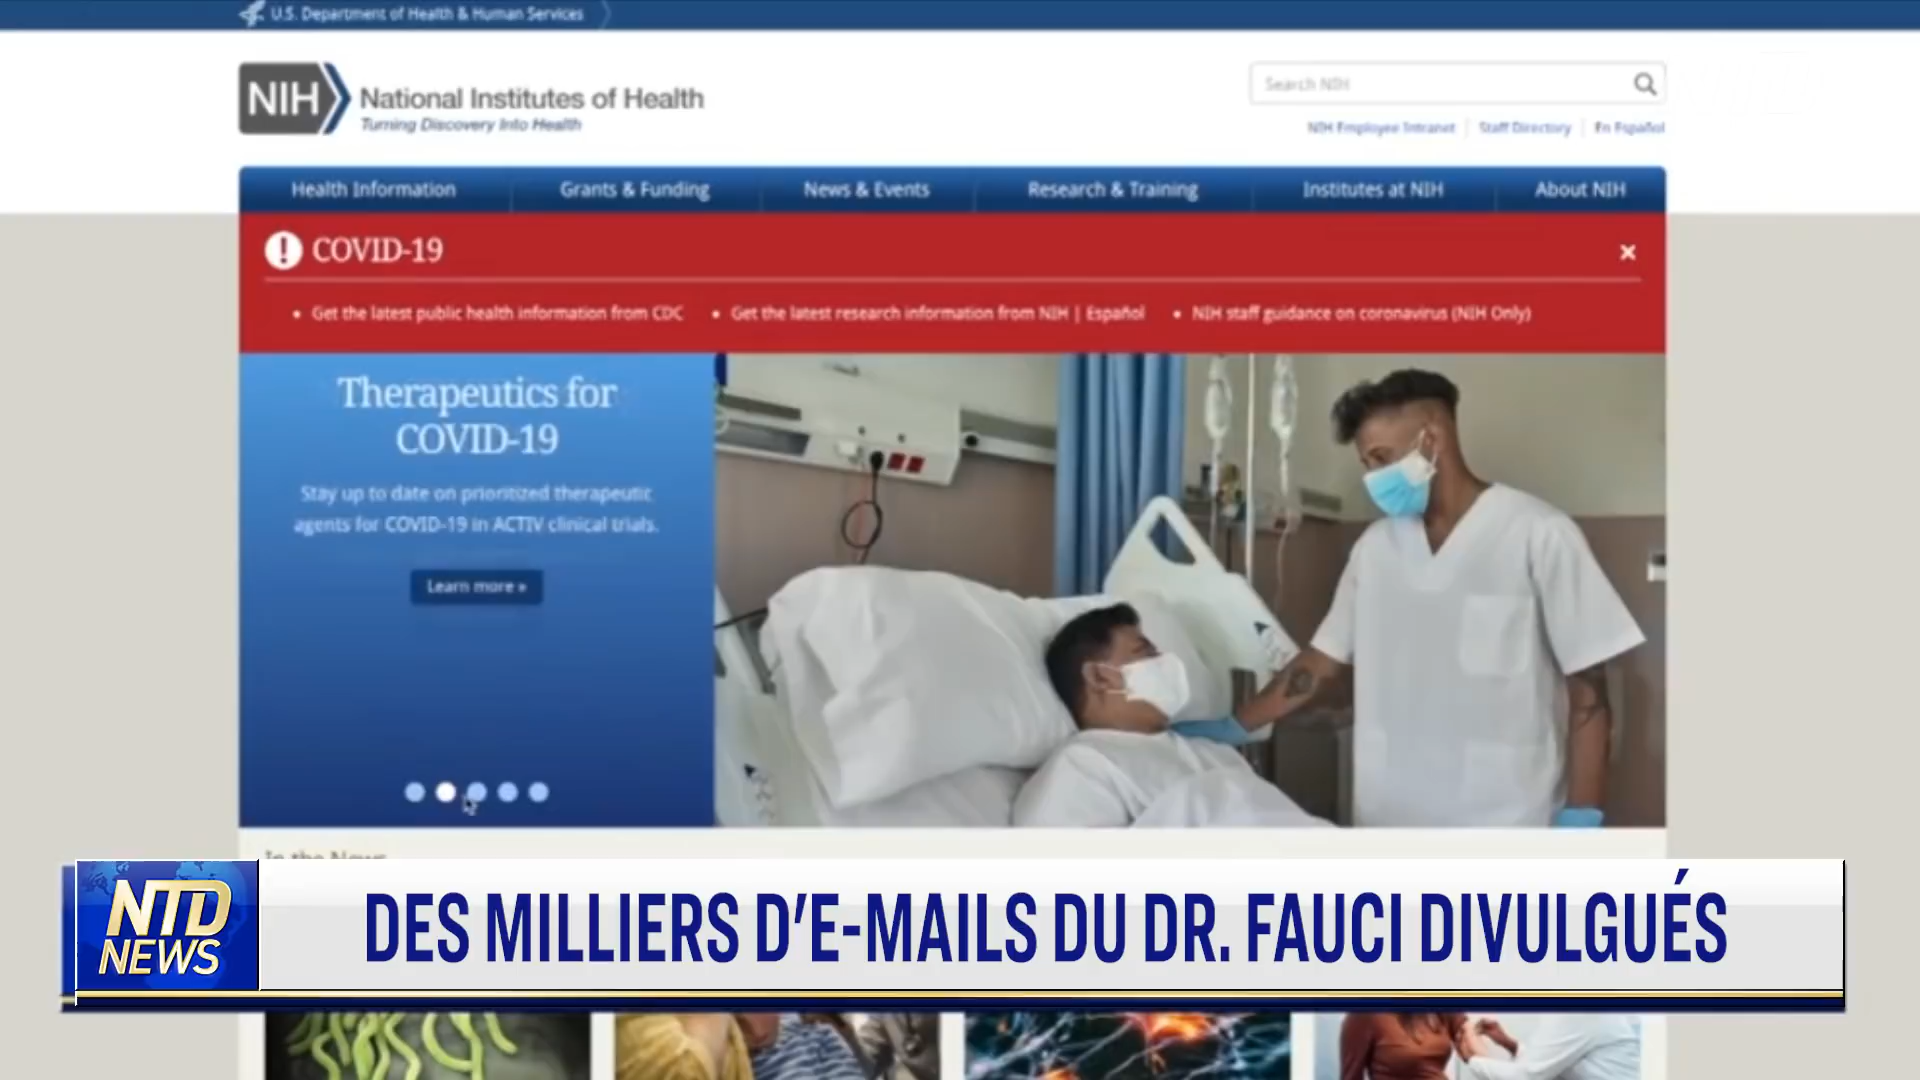 U.S. Department of Health & Human Services
NIH National Institutes of Health
Turning Discovery Into Health
Search NIH
NIH Employee Intranet Staff Directory En Español
Health Information Grants & Funding News & Events Research & Training Institutes at NIH About NIH
! COVID-19
• Get the latest public health information from CDC • Get the latest research information from NIH | Español • NIH staff guidance on coronavirus (NIH Only)
Therapeutics for
COVID-19
Stay up to date on prioritized therapeutic
agents for COVID-19 in ACTIV clinical trials.
Learn more »
In the News
NTD
NEWS
DES MILLIERS D'E-MAILS DU DR. FAUCI DIVULGUÉS